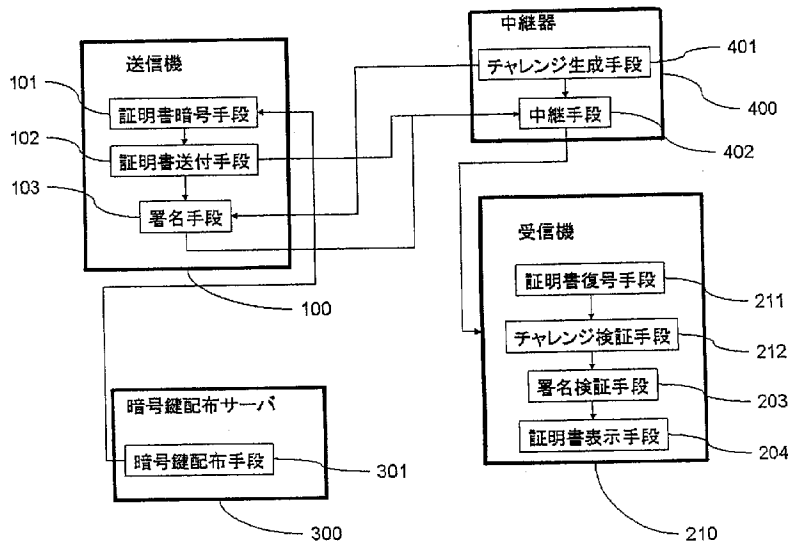 送信機
101
証明書暗号手段
102
証明書送付手段
103
署名手段
100
中継器
401
チャレンジ生成手段
400
中継手段
402
受信機
証明書復号手段
211
チャレンジ検証手段
212
署名検証手段
203
証明書表示手段
204
210
暗号鍵配布サーバ
暗号鍵配布手段
301
300